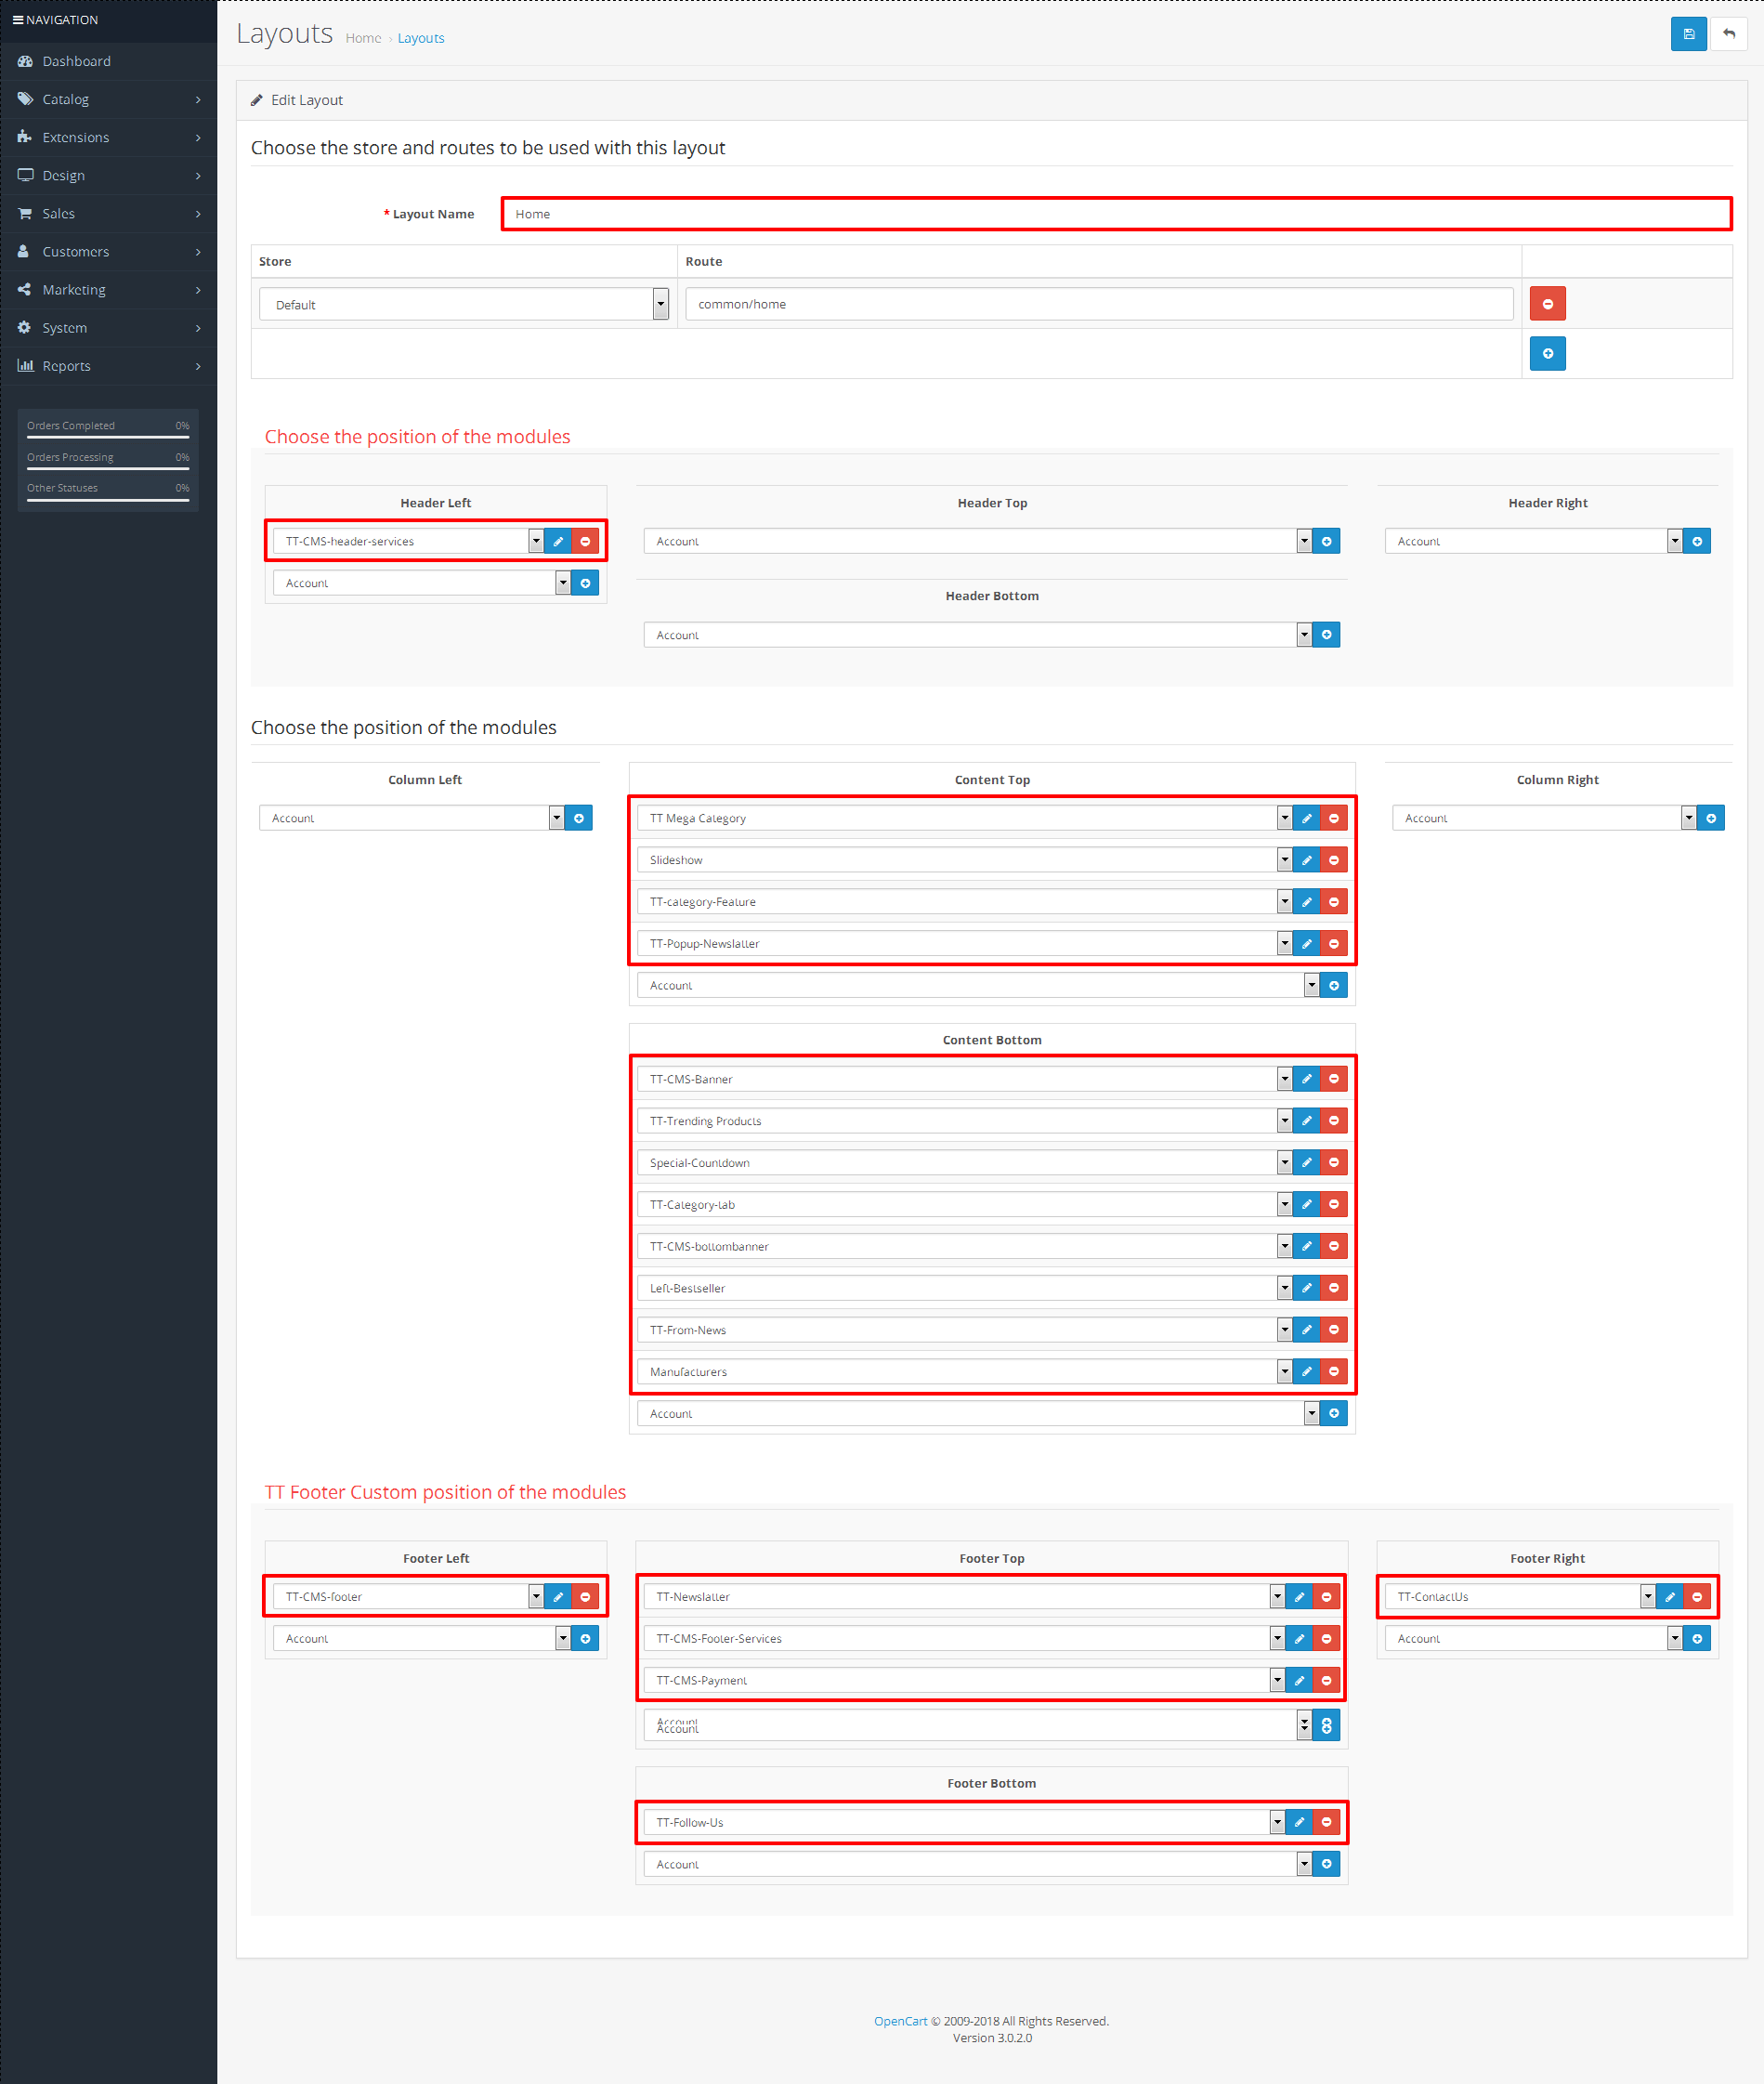 NAVIGATION
Dashboard
Catalog
Extensions
Design
Sales
Customers
Marketing
System
Reports
Orders Completed 0%
Orders Processing 0%
Other Statuses 0%
Layouts Home › Layouts
Edit Layout
Choose the store and routes to be used with this layout
* Layout Name Home
Store Route
Default common/home
Choose the position of the modules
Header Left Header Top Header Right
TT-CMS-header-services Account Account
Account
Header Bottom
Account
Choose the position of the modules
Column Left Content Top Column Right
Account TT Mega Category Account
Slideshow
TT-category-Feature
TT-Popup-Newslatter
Account
Content Bottom
TT-CMS-Banner
TT-Trending Products
Special-Countdown
TT-Category-tab
TT-CMS-bottombanner
Left-Bestseller
TT-From-News
Manufacturers
Account
TT Footer Custom position of the modules
Footer Left Footer Top Footer Right
TT-CMS-footer TT-Newslatter TT-ContactUs
Account TT-CMS-Footer-Services Account
TT-CMS-Payment
Account
Account
Footer Bottom
TT-Follow-Us
Account
OpenCart © 2009-2018 All Rights Reserved.
Version 3.0.2.0